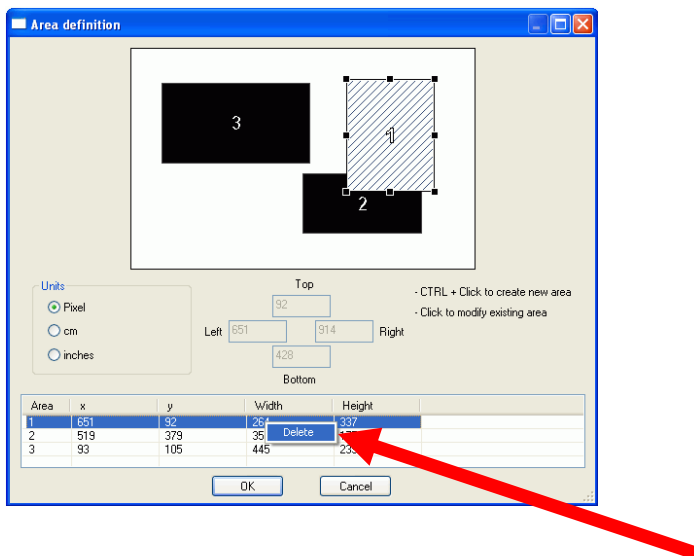 Area definition
3
1
2
Units
Pixel
cm
inches
Top
92
Left 651 914 Right
428
Bottom
- CTRL + Click to create new area
- Click to modify existing area
Area x y Width Height
1 651 92 337
2 519 379
Delete
3 93 105 445
OK Cancel